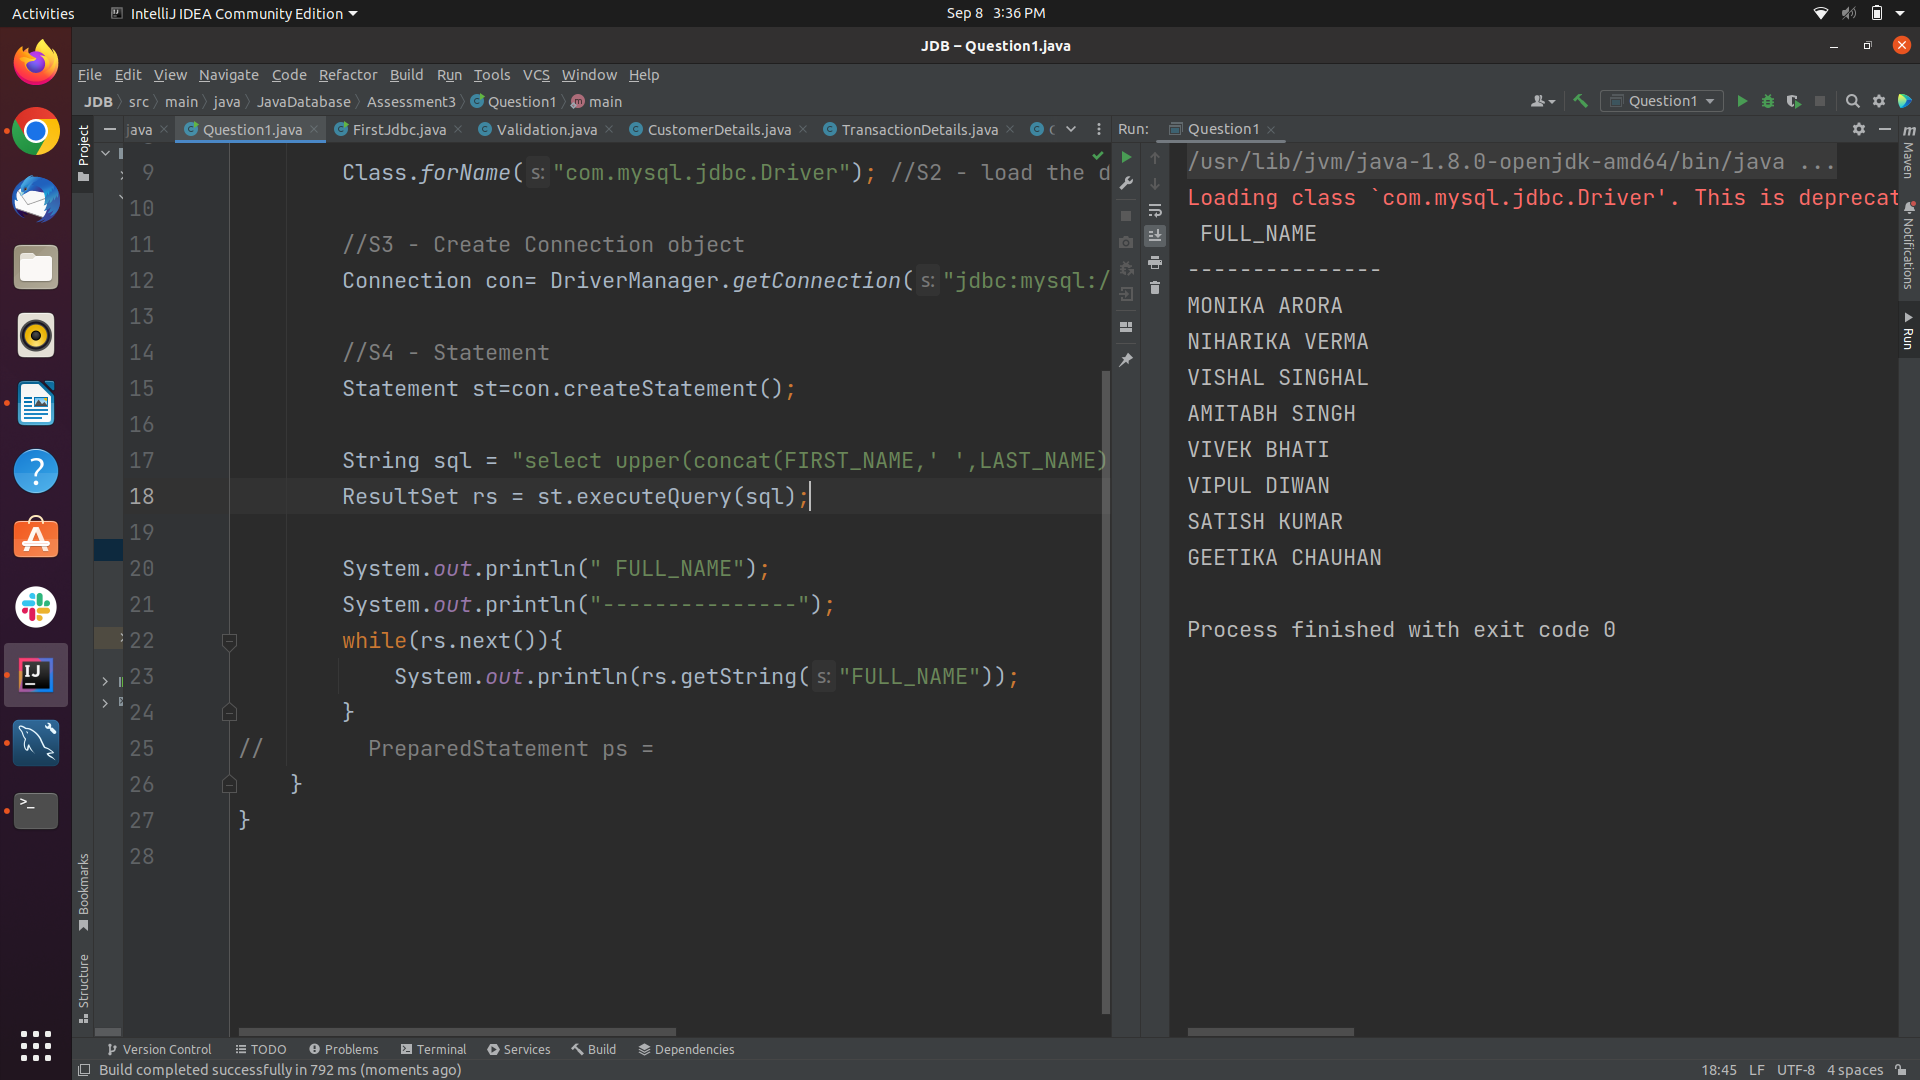 Activities
IntelliJ IDEA Community Edition
Sep 8 3:36 PM
JDB – Question1.java
File Edit View Navigate Code Refactor Build Run Tools VCS Window Help
JDB src main java JavaDatabase Assessment3 Question1 main
Question1
java Question1.java FirstJdbc.java Validation.java CustomerDetails.java TransactionDetails.java
Run: Question1
Project
Bookmarks
Structure
9 Class.forName( s: "com.mysql.jdbc.Driver"); //S2 - load the d
10
11 //S3 - Create Connection object
12 Connection con= DriverManager.getConnection( s: "jdbc:mysql:/
13
14 //S4 - Statement
15 Statement st=con.createStatement();
16
17 String sql = "select upper(concat(FIRST_NAME,' ',LAST_NAME)
18 ResultSet rs = st.executeQuery(sql);
19
20 System.out.println(" FULL_NAME");
21 System.out.println("---------------");
22 while(rs.next()){
23 System.out.println(rs.getString( s: "FULL_NAME"));
24 }
25 // PreparedStatement ps =
26 }
27 }
28
/usr/lib/jvm/java-1.8.0-openjdk-amd64/bin/java ...
Loading class `com.mysql.jdbc.Driver'. This is deprecat
FULL_NAME
---------------
MONIKA ARORA
NIHARIKA VERMA
VISHAL SINGHAL
AMITABH SINGH
VIVEK BHATI
VIPUL DIWAN
SATISH KUMAR
GEETIKA CHAUHAN
Process finished with exit code 0
Maven
Notifications
Run
Version Control TODO Problems Terminal Services Build Dependencies
Build completed successfully in 792 ms (moments ago)
18:45 LF UTF-8 4 spaces